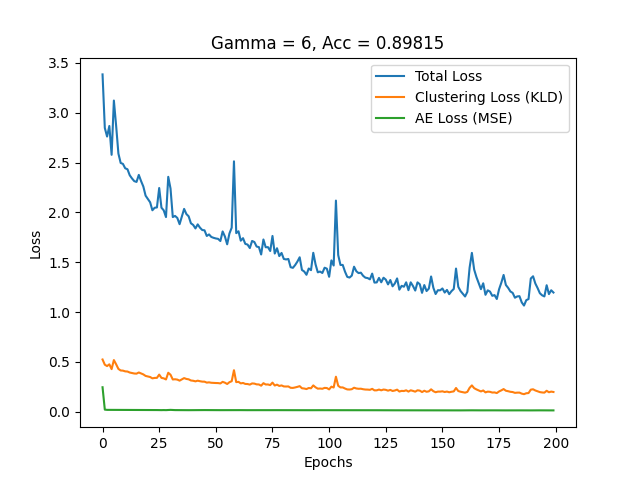 Gamma = 6, Acc = 0.89815
Total Loss
Clustering Loss (KLD)
AE Loss (MSE)
3.5
3.0
2.5
2.0
1.5
1.0
0.5
0.0
Loss
0 25 50 75 100 125 150 175 200
Epochs